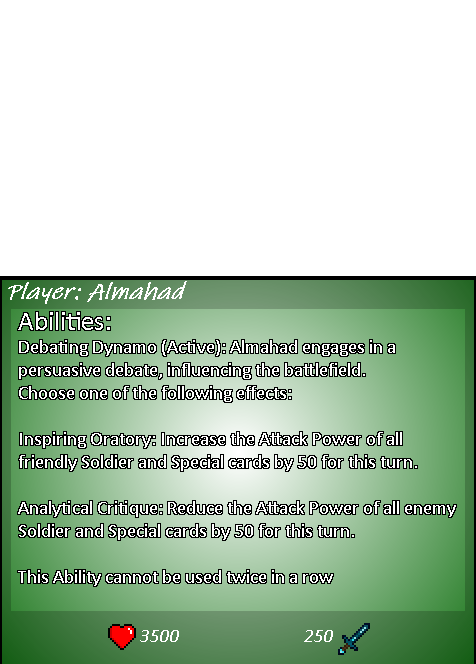 Player: Almahad
Abilities:
Debating Dynamo (Active): Almahad engages in a
persuasive debate, influencing the battlefield.
Choose one of the following effects:
Inspiring Oratory: Increase the Attack Power of all
friendly Soldier and Special cards by 50 for this turn.
Analytical Critique: Reduce the Attack Power of all enemy
Soldier and Special cards by 50 for this turn.
This Ability cannot be used twice in a row
3500 250